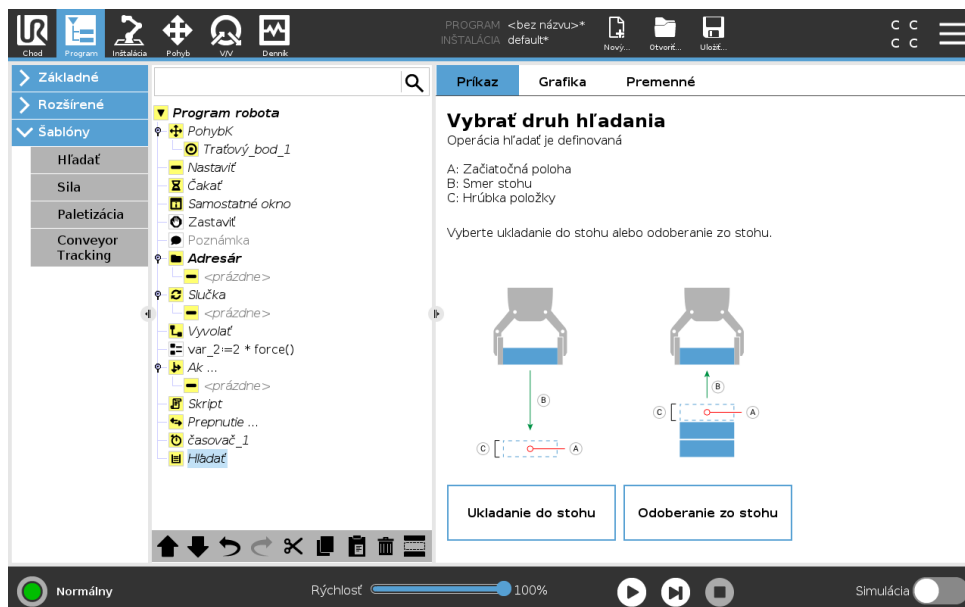 UR
Chod
Program
Inštalácia
Pohyb
V/V
Denník
PROGRAM <bez názvu>*
INŠTALÁCIA default*
Nový...
Otvoriť...
Uložiť...
C C
C C
Základné
Rozšírené
Šablóny
Hľadať
Sila
Paletizácia
Conveyor
Tracking
Program robota
PohybK
Traťový_bod_1
Nastaviť
Čakať
Samostatné okno
Zastaviť
Poznámka
Adresár
<prázdne>
Slučka
<prázdne>
Vyvolať
var_2:=2 * force()
Ak ...
<prázdne>
Skript
Prepnutie ...
časovač_1
Hľadať
Príkaz
Grafika
Premenné
Vybrať druh hľadania
Operácia hľadať je definovaná
A: Začiatočná poloha
B: Smer stohu
C: Hrúbka položky
Vyberte ukladanie do stohu alebo odoberanie zo stohu.
B
C
A
B
C
A
Ukladanie do stohu
Odoberanie zo stohu
Normálny
Rýchlosť
100%
Simulácia